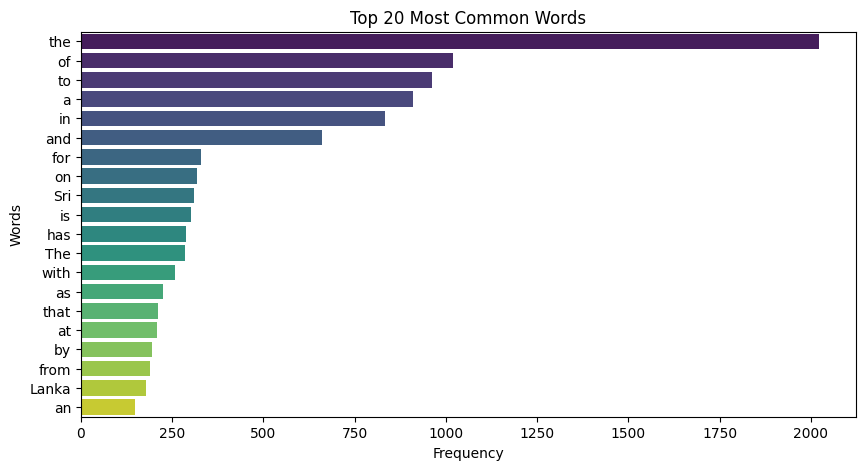 Top 20 Most Common Words
the
of
to
a
in
and
for
on
Sri
is
has
The
with
as
that
at
by
from
Lanka
an
Words
0 250 500 750 1000 1250 1500 1750 2000
Frequency